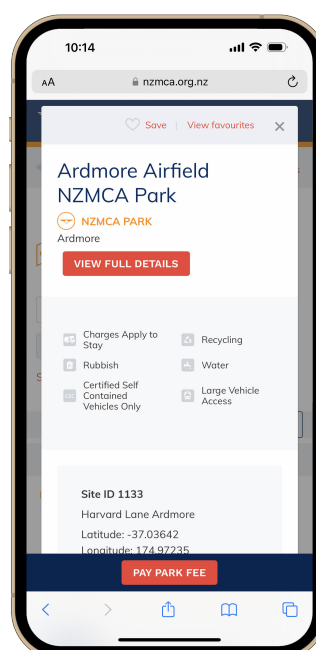 10:14
AA nzmca.org.nz
Save | View favourites
Ardmore Airfield
NZMCA Park
NZMCA PARK
Ardmore
VIEW FULL DETAILS
Charges Apply to
Stay
Recycling
Rubbish
Water
Certified Self
Contained
Vehicles Only
Large Vehicle
Access
Site ID 1133
Harvard Lane Ardmore
Latitude: -37.03642
Longitude: 174.97235
PAY PARK FEE